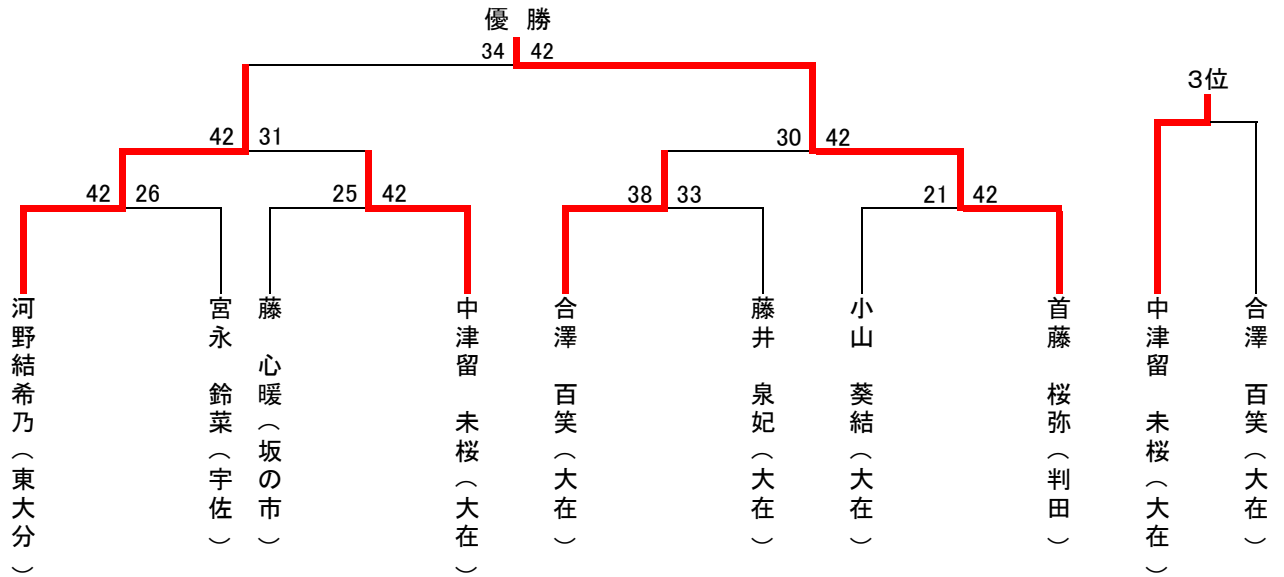 優 勝
34 42
3位
42 31
30 42
42 26
25 42
38 33
21 42
河野結希乃（東大分）
宮永 鈴菜（宇佐）
藤 心暖（坂の市）
中津留 未桜（大在）
合澤 百笑（大在）
藤井 泉妃（大在）
小山 葵結（大在）
首藤 桜弥（判田）
中津留 未桜（大在）
合澤 百笑（大在）